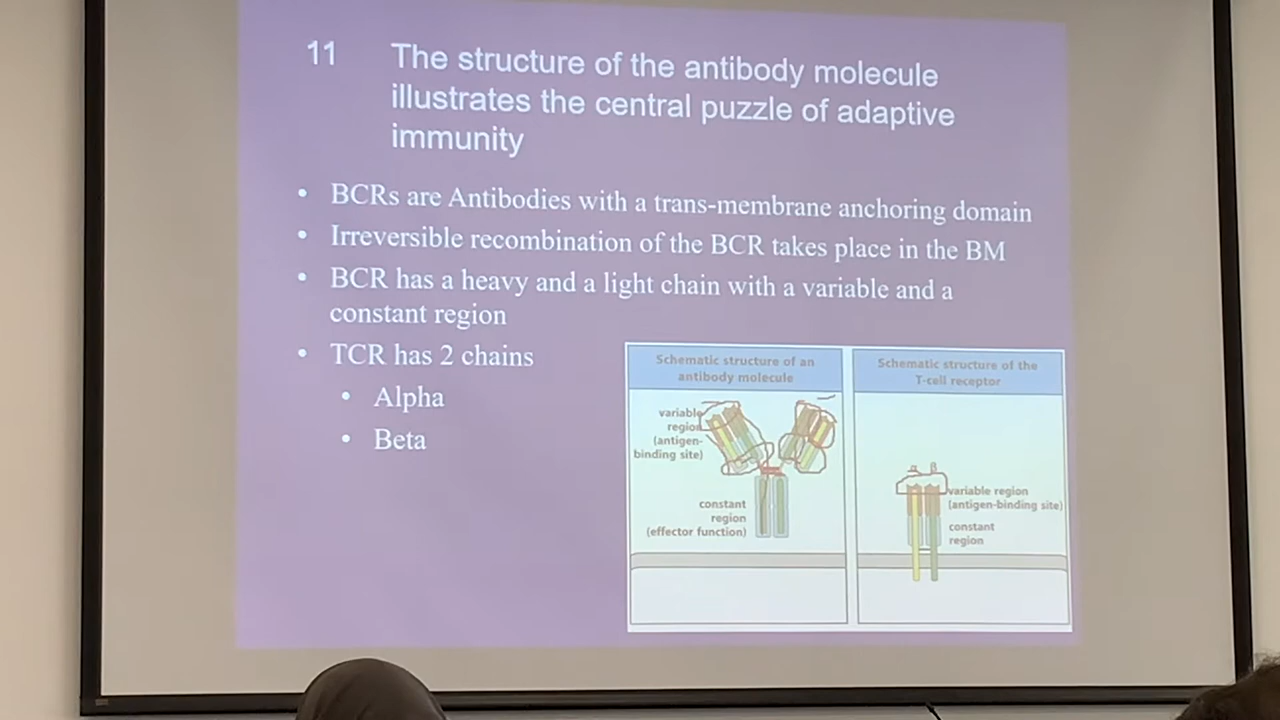 11 The structure of the antibody molecule
illustrates the central puzzle of adaptive
immunity
• BCRs are Antibodies with a trans-membrane anchoring domain
• Irreversible recombination of the BCR takes place in the BM
• BCR has a heavy and a light chain with a variable and a
constant region
• TCR has 2 chains
• Alpha
• Beta
Schematic structure of an
antibody molecule
variable
region
(antigen-
binding site)
constant
region
(effector function)
Schematic structure of the
T-cell receptor
α β
variable region
(antigen-binding site)
constant
region